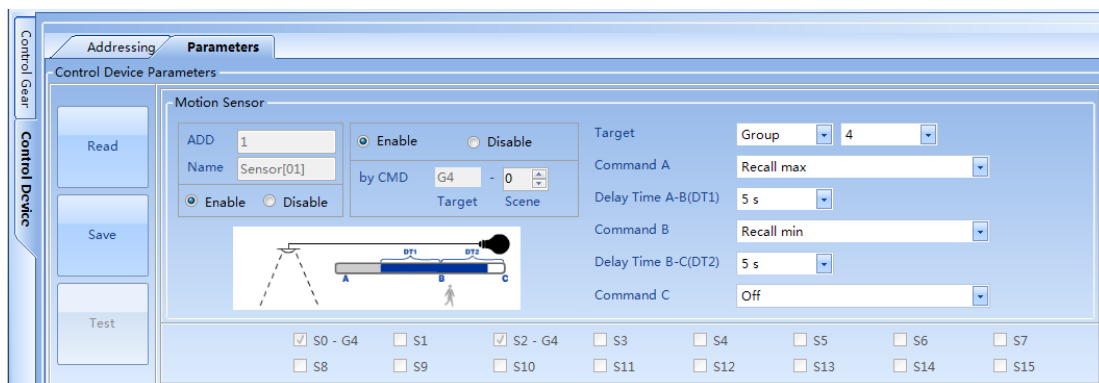 Control Gear
Control Device
Addressing Parameters
Control Device Parameters
Read
Save
Test
Motion Sensor
ADD 1
Name Sensor[01]
Enable Disable
Enable Disable
by CMD G4 - 0
Target Scene
DT1 DT2
A B C
Target Group 4
Command A Recall max
Delay Time A-B(DT1) 5 s
Command B Recall min
Delay Time B-C(DT2) 5 s
Command C Off
S0 - G4 S1 S2 - G4 S3 S4 S5 S6 S7
S8 S9 S10 S11 S12 S13 S14 S15